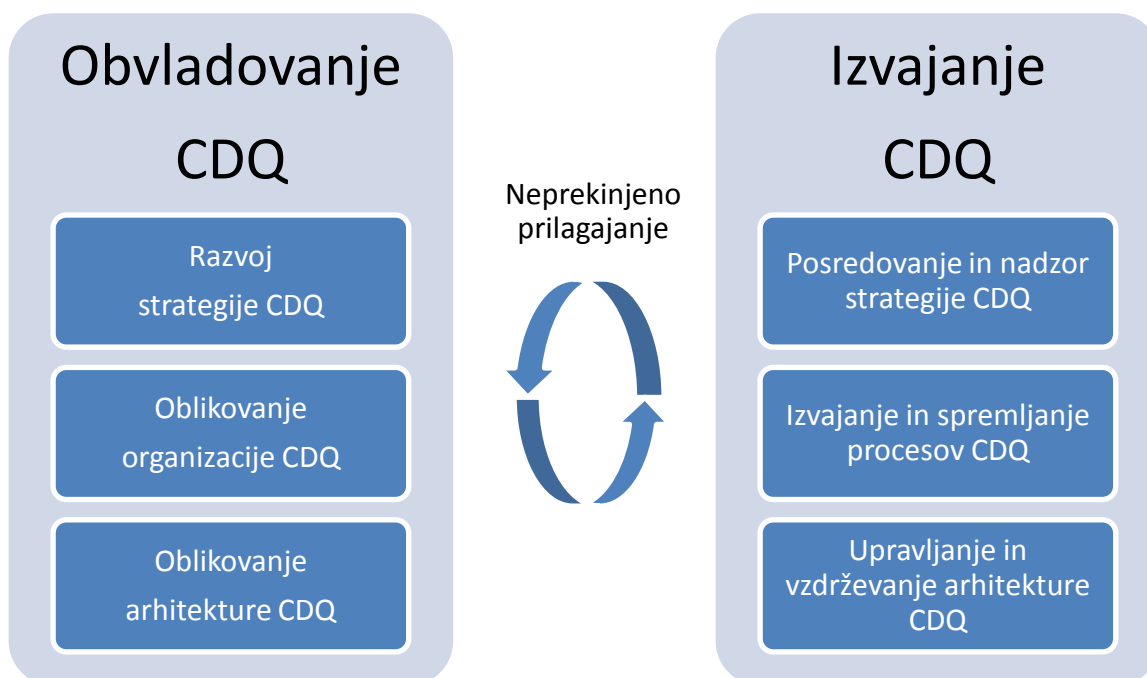 Obvladovanje
CDQ
Razvoj
strategije CDQ
Oblikovanje
organizacije CDQ
Oblikovanje
arhitekture CDQ
Neprekinjeno
prilagajanje
Izvajanje
CDQ
Posredovanje in nadzor
strategije CDQ
Izvajanje in spremljanje
procesov CDQ
Upravljanje in
vzdrževanje arhitekture
CDQ